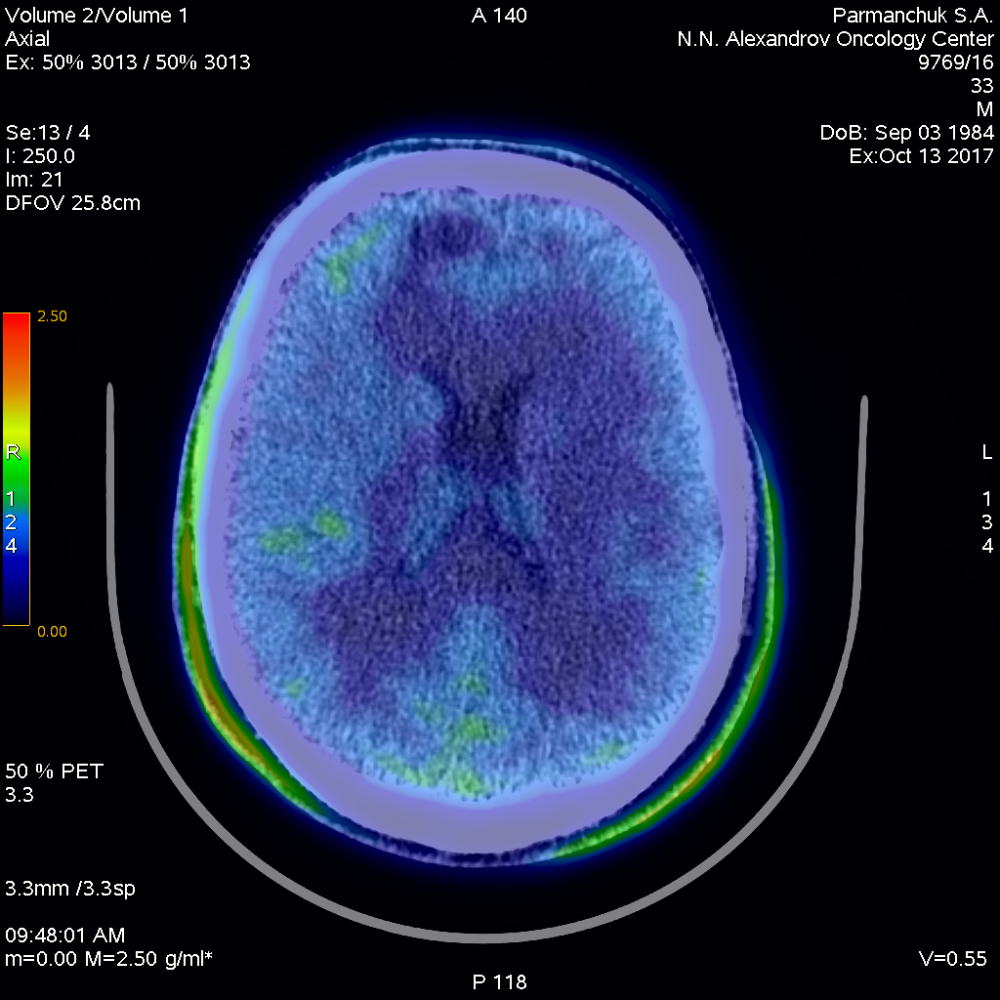 Volume 2/Volume 1
Axial
Ex: 50% 3013 / 50% 3013
A 140
Parmanchuk S.A.
N.N. Alexandrov Oncology Center
9769/16
33
M
DoB: Sep 03 1984
Ex:Oct 13 2017
Se:13 / 4
I: 250.0
Im: 21
DFOV 25.8cm
2.50
R
1
2
4
0.00
L
1
3
4
50 % PET
3.3
3.3mm /3.3sp
09:48:01 AM
m=0.00 M=2.50 g/ml*
P 118
V=0.55